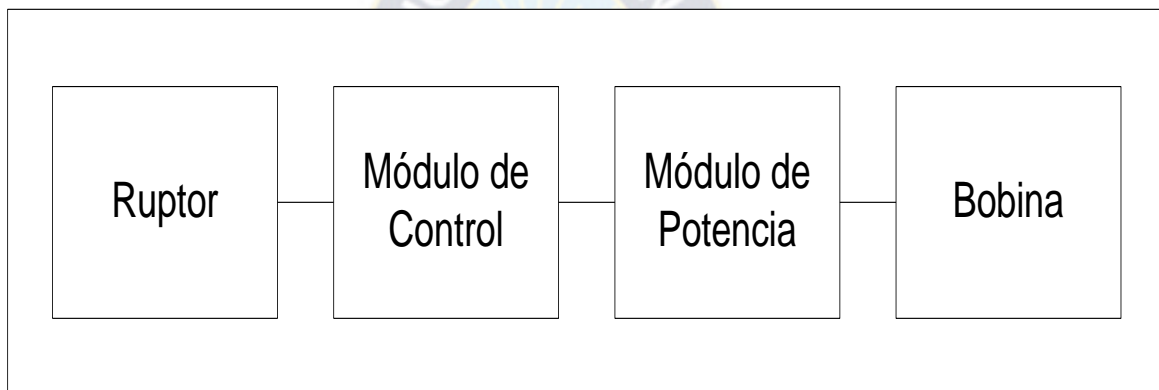 Ruptor
Módulo de
Control
Módulo de
Potencia
Bobina